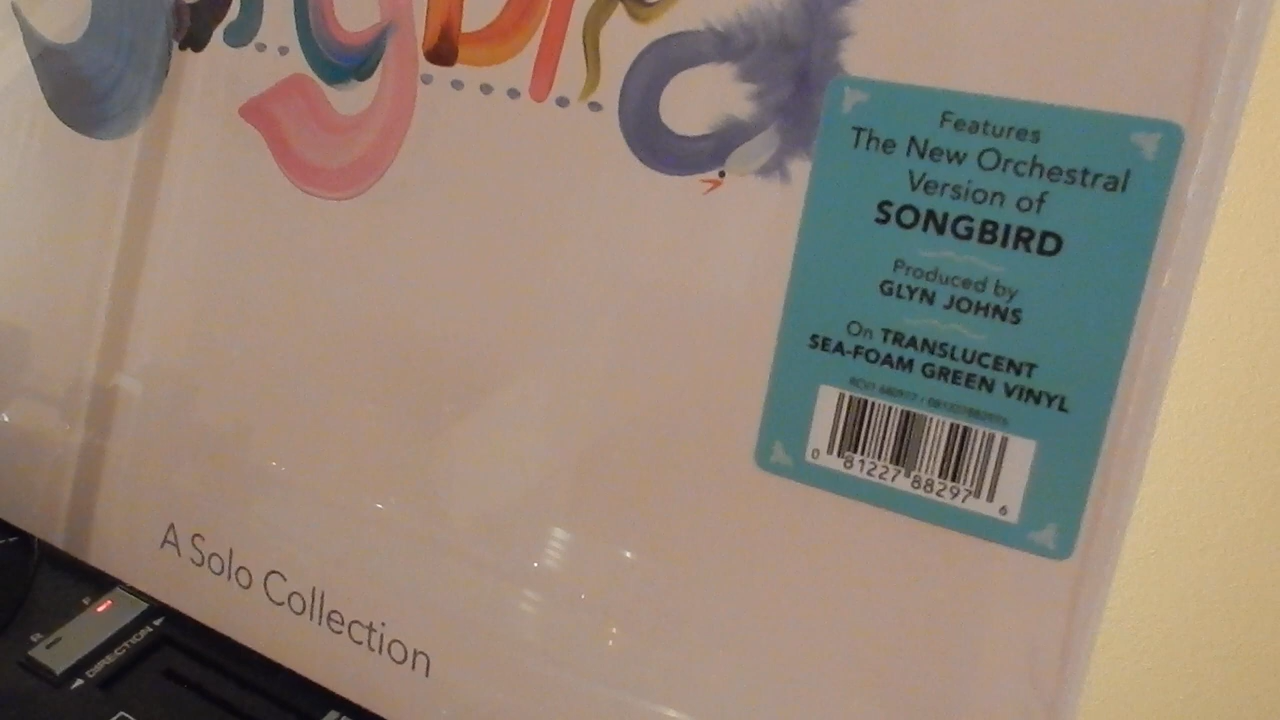 Songbird
Features
The New Orchestral
Version of
SONGBIRD
Produced by
GLYN JOHNS
On TRANSLUCENT
SEA-FOAM GREEN VINYL
0 81227 88297 6
A Solo Collection
F
R
DIRECTION